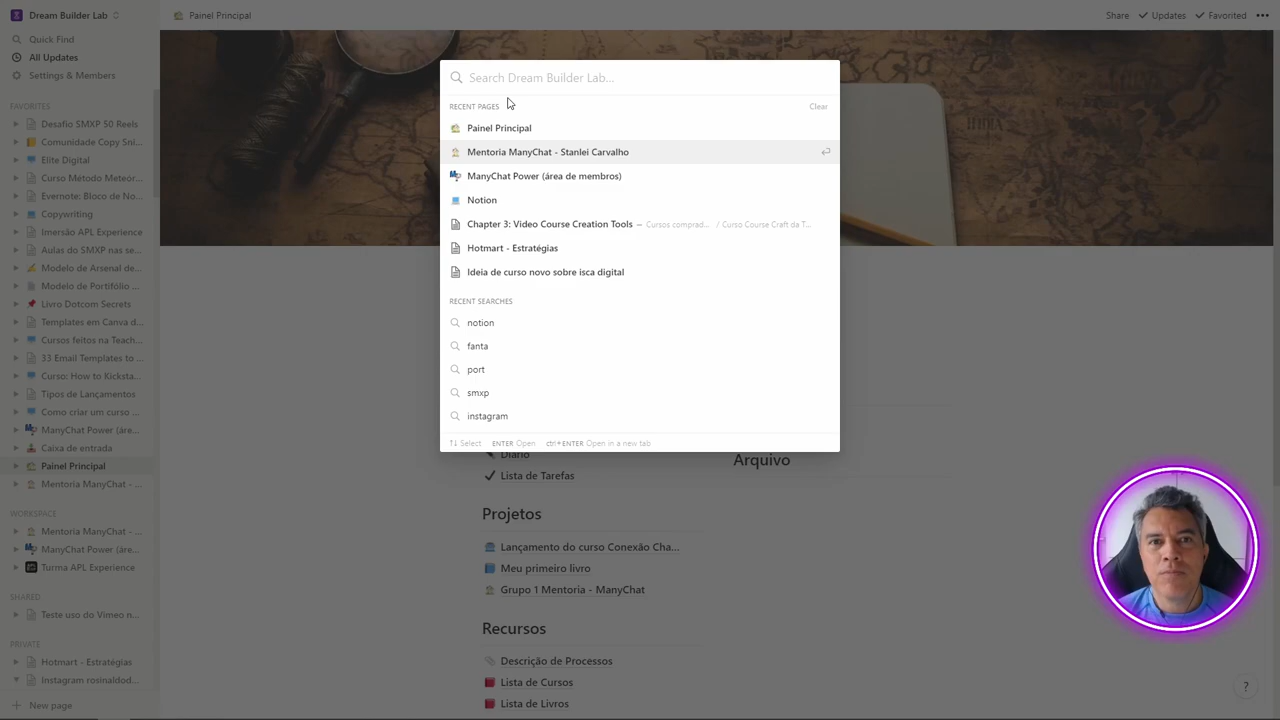 Dream Builder Lab
Painel Principal
Share
Updates
Favorited
Quick Find
All Updates
Settings & Members
FAVORITES
Desafio SMXP 50 Reels
Comunidade Copy Sni...
Elite Digital
Curso Método Meteor...
Evernote: Bloco de No...
Copywriting
Imersão APL Experience
Aulas do SMXP nas se...
Modelo de Arsenal de...
Modelo de Portifólio ...
Livro Dotcom Secrets
Templates em Canva d...
Cursos feitos na Teach...
33 Email Templates to ...
Curso: How to Kicksta...
Tipos de Lançamentos
Como criar um curso ...
ManyChat Power (áre...
Caixa de entrada
Painel Principal
Mentoria ManyChat - ...
WORKSPACE
Mentoria ManyChat - ...
ManyChat Power (áre...
Turma APL Experience
SHARED
Teste uso do Vimeo n...
PRIVATE
Hotmart - Estratégias
Instagram rosinaldod...
New page
Search Dream Builder Lab...
RECENT PAGES
Clear
Painel Principal
Mentoria ManyChat - Stanlei Carvalho
ManyChat Power (área de membros)
Notion
Chapter 3: Video Course Creation Tools — Cursos comprad... / Curso Course Craft da T...
Hotmart - Estratégias
Ideia de curso novo sobre isca digital
RECENT SEARCHES
notion
fanta
port
smxp
instagram
Select ENTER Open ctrl+ENTER Open in a new tab
Diário
Lista de Tarefas
Arquivo
Projetos
Lançamento do curso Conexão Cha...
Meu primeiro livro
Grupo 1 Mentoria - ManyChat
Recursos
Descrição de Processos
Lista de Cursos
Lista de Livros
?